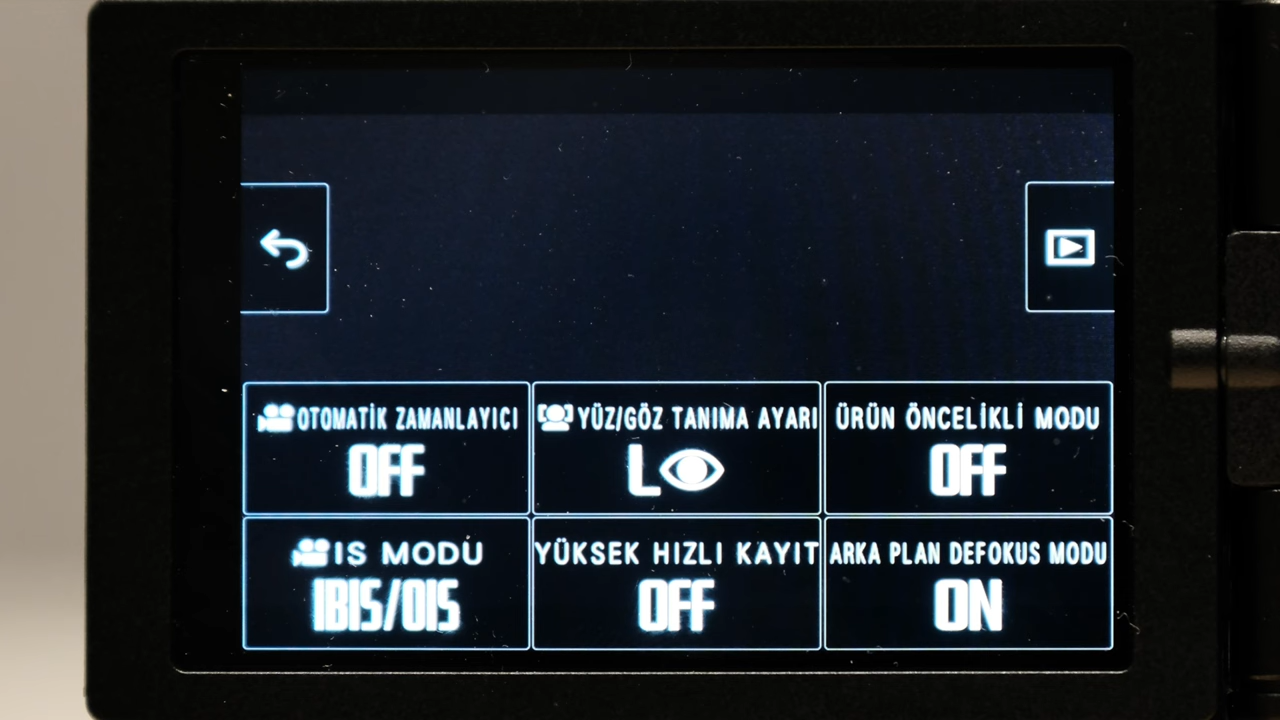 OTOMATİK ZAMANLAYICI
OFF
YÜZ/GÖZ TANIMA AYARI
L
ÜRÜN ÖNCELİKLİ MODU
OFF
IS MODU
IBIS/OIS
YÜKSEK HIZLI KAYIT
OFF
ARKA PLAN DEFOKUS MODU
ON